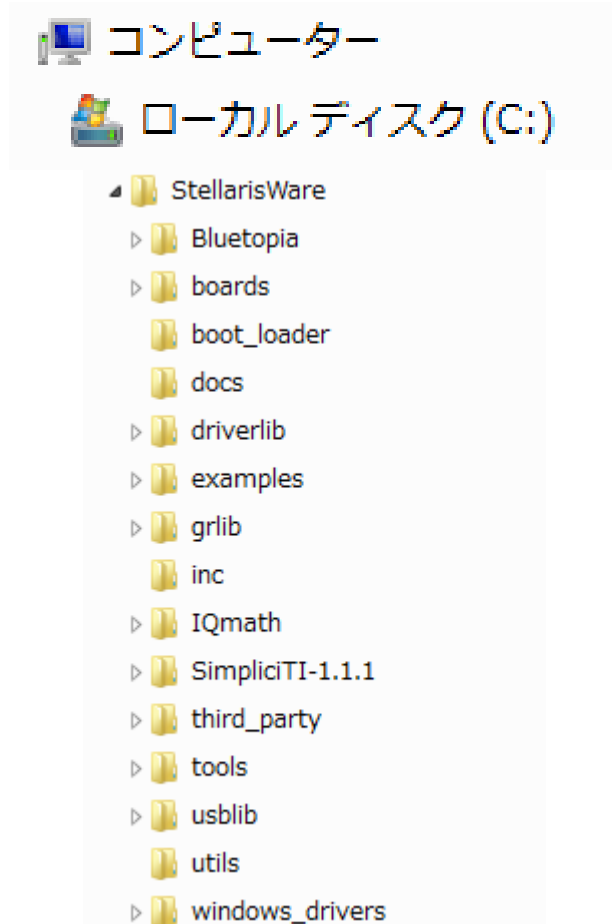 コンピューター
ローカル ディスク (C:)
StellarisWare
Bluetopia
boards
boot_loader
docs
driverlib
examples
grlib
inc
IQmath
SimpliciTI-1.1.1
third_party
tools
usblib
utils
windows_drivers